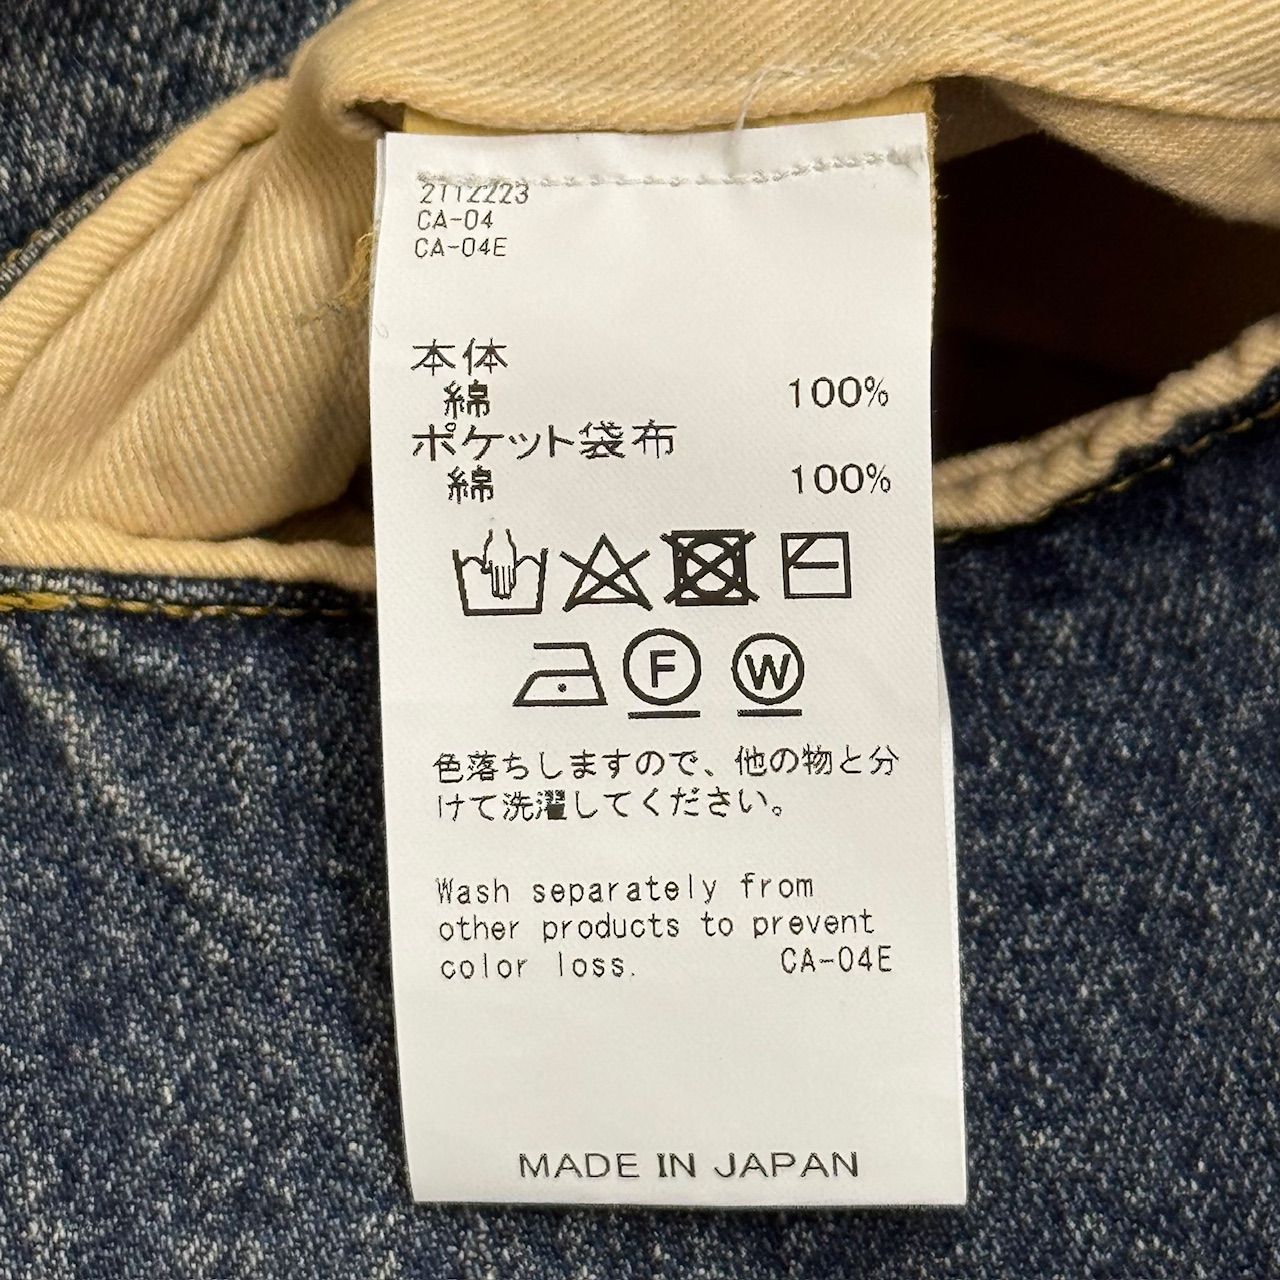 2112223
CA-04
CA-04E
本体
綿 100%
ポケット袋布
綿 100%
F W
色落ちしますので、他の物と分
けて洗濯してください。
Wash separately from
other products to prevent
color loss. CA-04E
MADE IN JAPAN